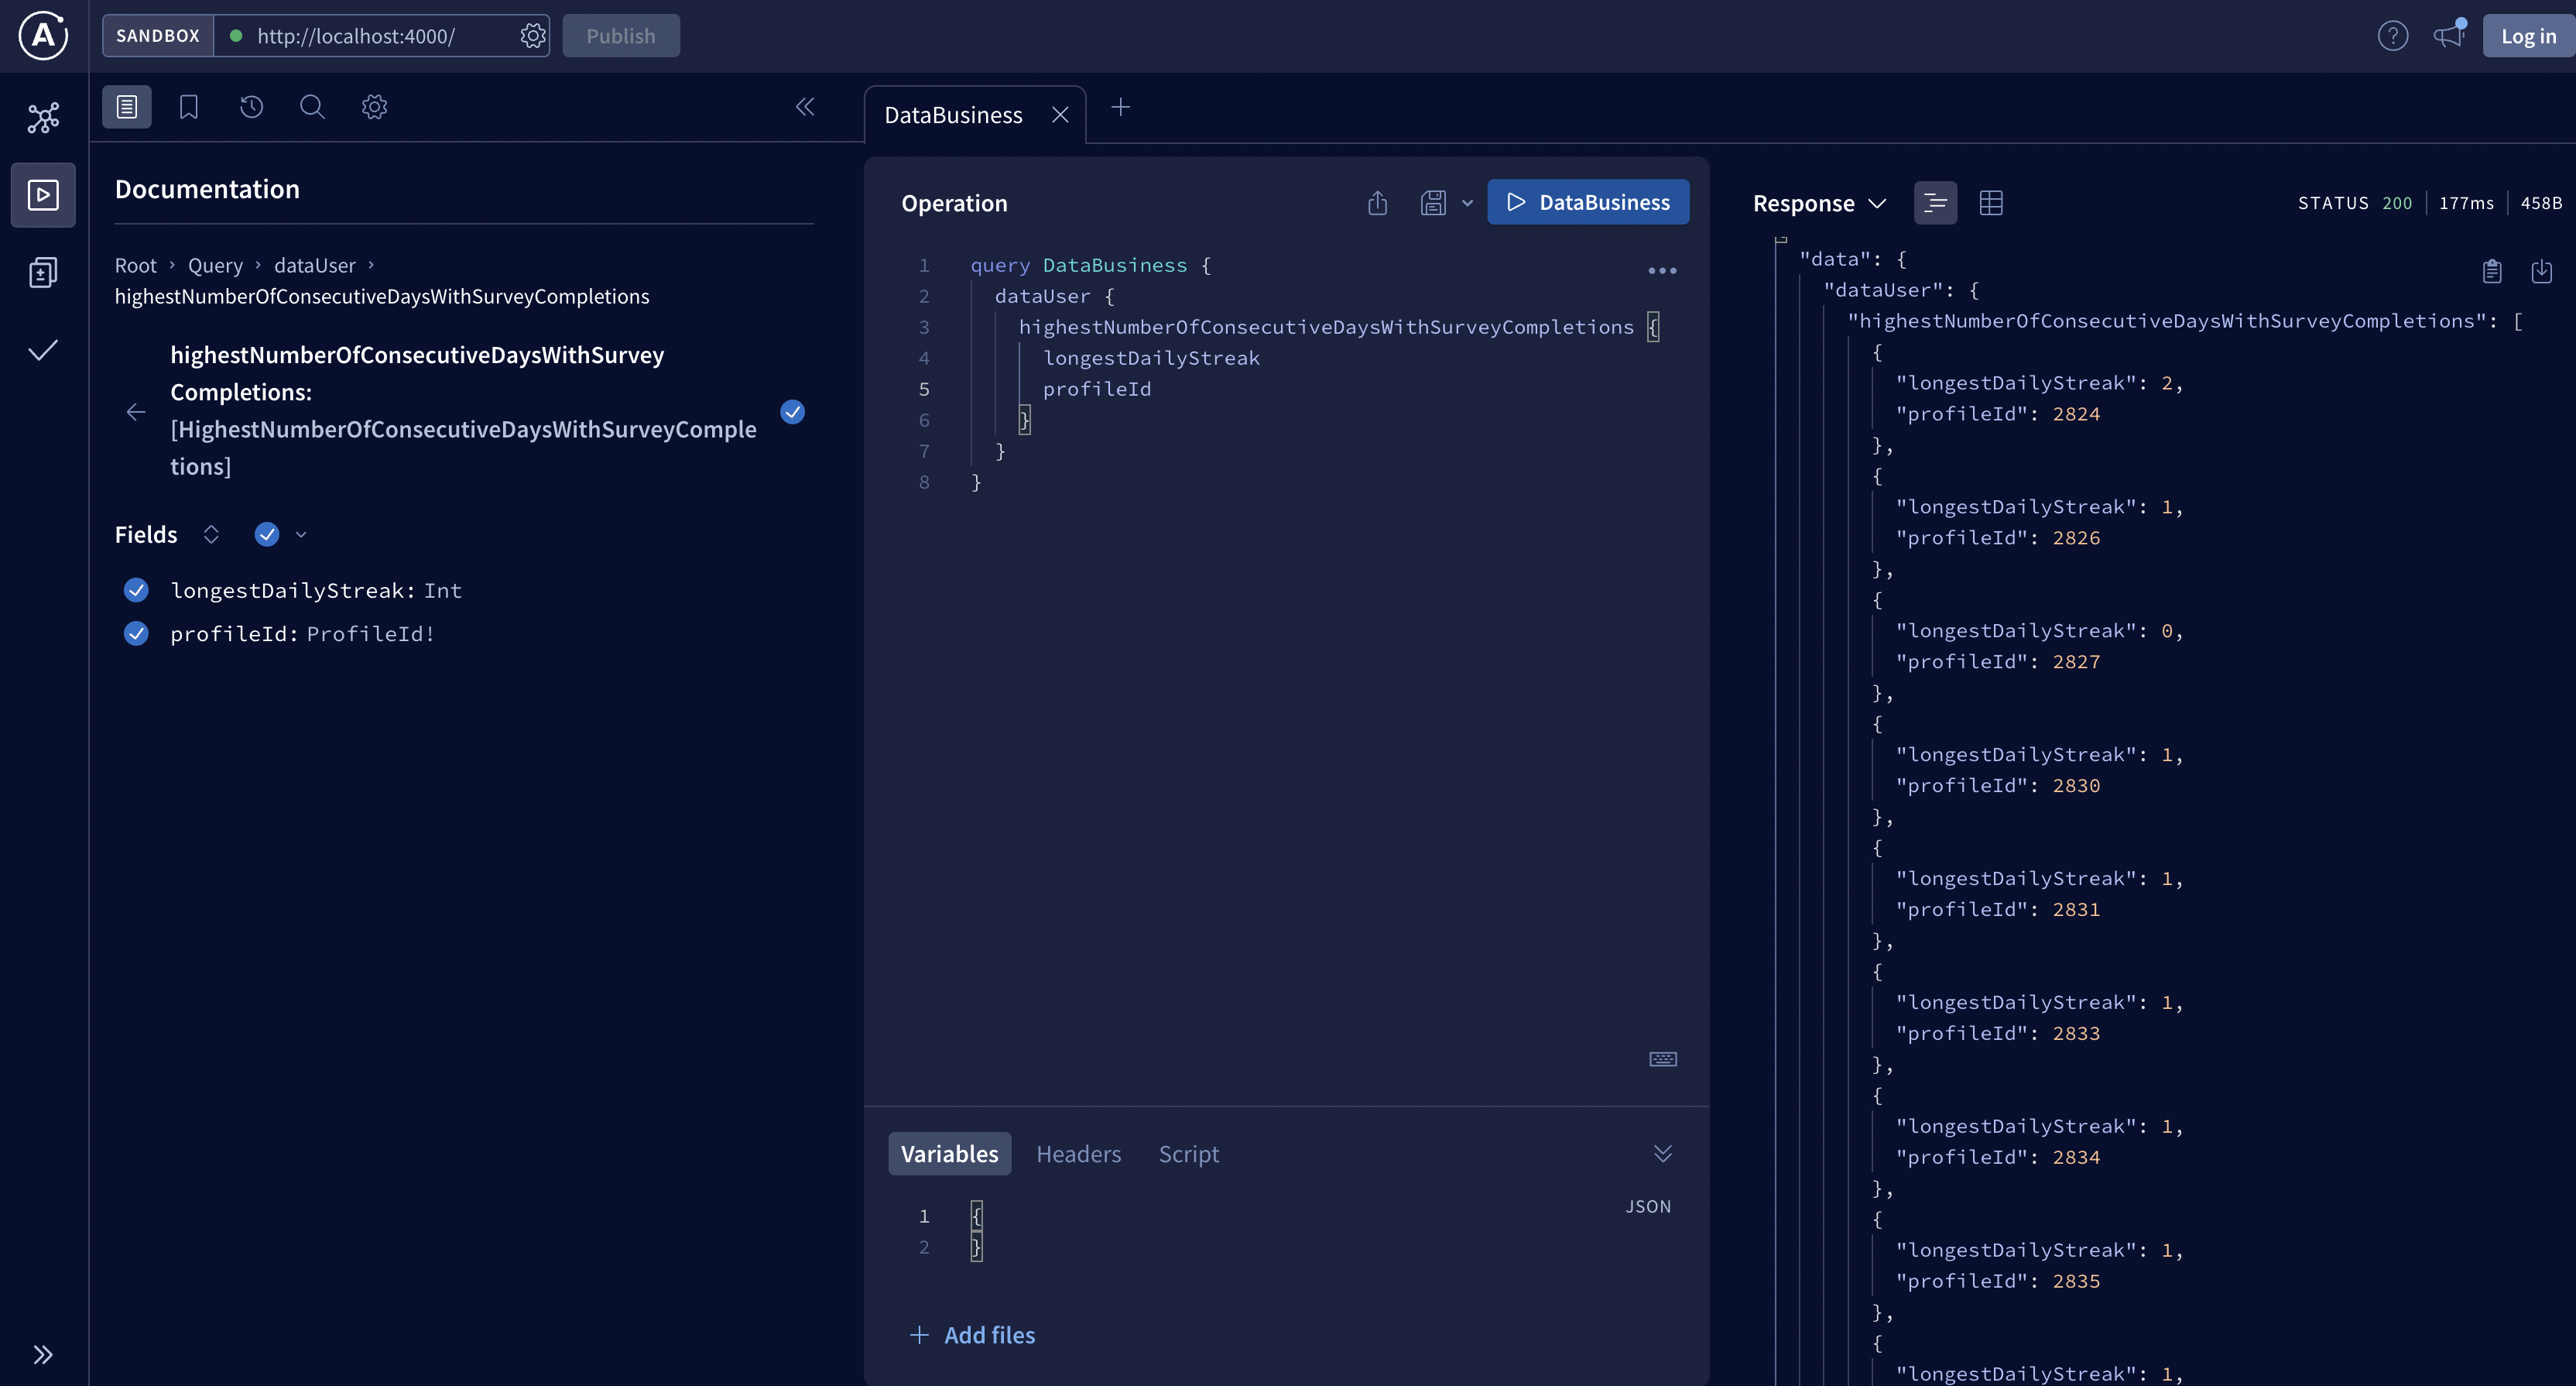 SANDBOX
http://localhost:4000/
Publish
Log in
Documentation
Root › Query › dataUser ›
highestNumberOfConsecutiveDaysWithSurveyCompletions
highestNumberOfConsecutiveDaysWithSurvey
Completions:
[HighestNumberOfConsecutiveDaysWithSurveyComple
tions]
Fields
longestDailyStreak: Int
profileId: ProfileId!
DataBusiness
Operation
DataBusiness
1 query DataBusiness {
2 dataUser {
3 highestNumberOfConsecutiveDaysWithSurveyCompletions {
4 longestDailyStreak
5 profileId
6 }
7 }
8 }
Variables Headers Script
JSON
1 {
2 }
+ Add files
Response
STATUS 200 177ms 458B
"data": {
"dataUser": {
"highestNumberOfConsecutiveDaysWithSurveyCompletions": [
{
"longestDailyStreak": 2,
"profileId": 2824
},
{
"longestDailyStreak": 1,
"profileId": 2826
},
{
"longestDailyStreak": 0,
"profileId": 2827
},
{
"longestDailyStreak": 1,
"profileId": 2830
},
{
"longestDailyStreak": 1,
"profileId": 2831
},
{
"longestDailyStreak": 1,
"profileId": 2833
},
{
"longestDailyStreak": 1,
"profileId": 2834
},
{
"longestDailyStreak": 1,
"profileId": 2835
},
{
"longestDailyStreak": 1,